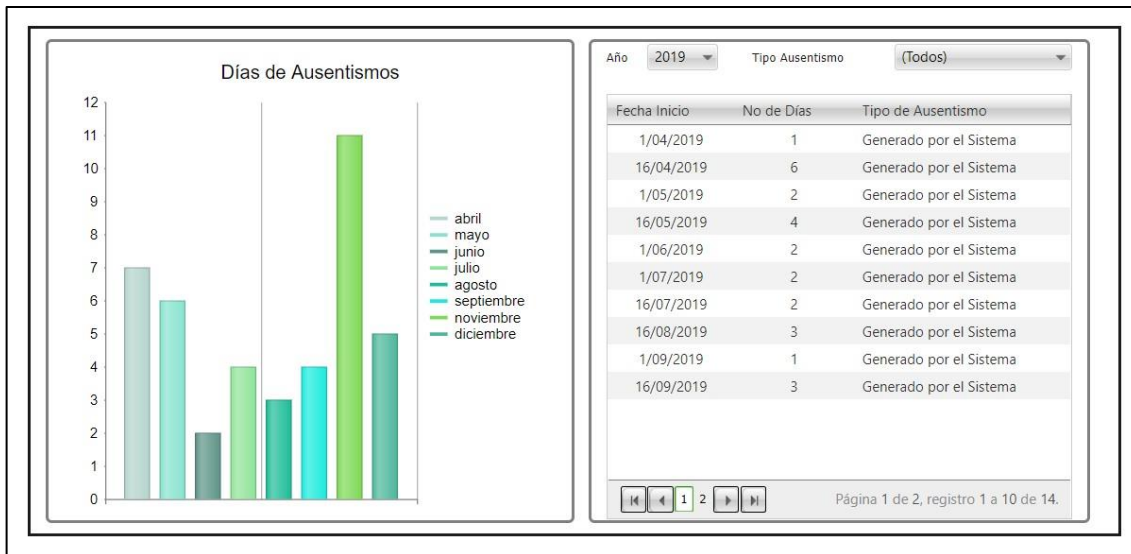 Días de Ausentismos
12
11
10
9
8
7
6
5
4
3
2
1
0
abril
mayo
junio
julio
agosto
septiembre
noviembre
diciembre
Año 2019 Tipo Ausentismo (Todos)
Fecha Inicio No de Días Tipo de Ausentismo
1/04/2019 1 Generado por el Sistema
16/04/2019 6 Generado por el Sistema
1/05/2019 2 Generado por el Sistema
16/05/2019 4 Generado por el Sistema
1/06/2019 2 Generado por el Sistema
1/07/2019 2 Generado por el Sistema
16/07/2019 2 Generado por el Sistema
16/08/2019 3 Generado por el Sistema
1/09/2019 1 Generado por el Sistema
16/09/2019 3 Generado por el Sistema
1 2 Página 1 de 2, registro 1 a 10 de 14.